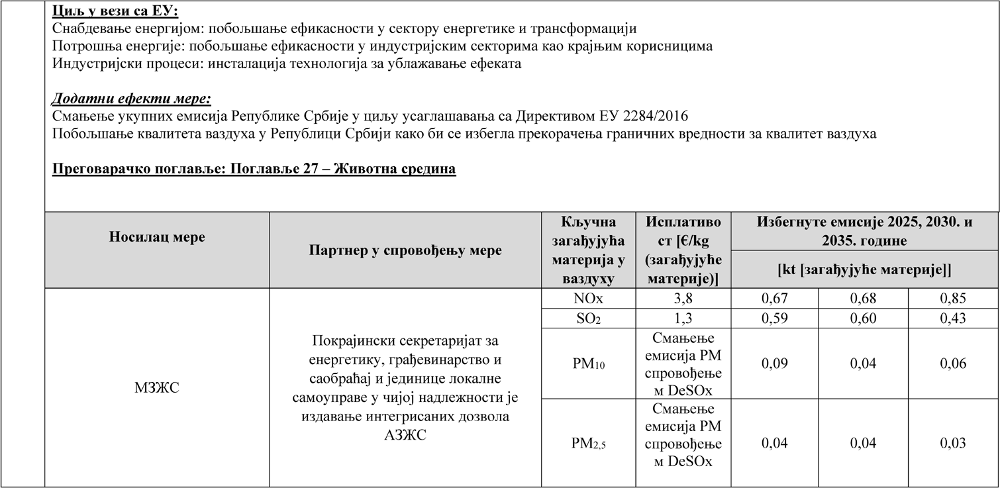 Циљ у вези са ЕУ:
Снабдевање енергијом: побољшање ефикасности у сектору енергетике и трансформацији
Потрошња енергије: побољшање ефикасности у индустријским секторима као крајњим корисницима
Индустријски процеси: инсталација технологија за ублажавање ефеката
Додатни ефекти мере:
Смањење укупних емисија Републике Србије у циљу усаглашавања са Директивом ЕУ 2284/2016
Побољшање квалитета ваздуха у Републици Србији како би се избегла прекорачења граничних вредности за квалитет ваздуха
Преговарачко поглавље: Поглавље 27 – Животна средина
Носилац мере
Партнер у спровођењу мере
Кључна
загађујућа
материја у
ваздуху
Исплативо
ст [€/kg
(загађујуће
материје)]
Избегнуте емисије 2025, 2030. и
2035. године
[kt [загађујуће материје]]
МЗЖС
Покрајински секретаријат за
енергетику, грађевинарство и
саобраћај и јединице локалне
самоуправе у чијој надлежности је
издавање интегрисаних дозвола
АЗЖС
NOx 3,8 0,67 0,68 0,85
SO2 1,3 0,59 0,60 0,43
PM10
Смањење
емисија PM
спровођење
м DeSOx
0,09 0,04 0,06
PM2,5
Смањење
емисија PM
спровођење
м DeSOx
0,04 0,04 0,03